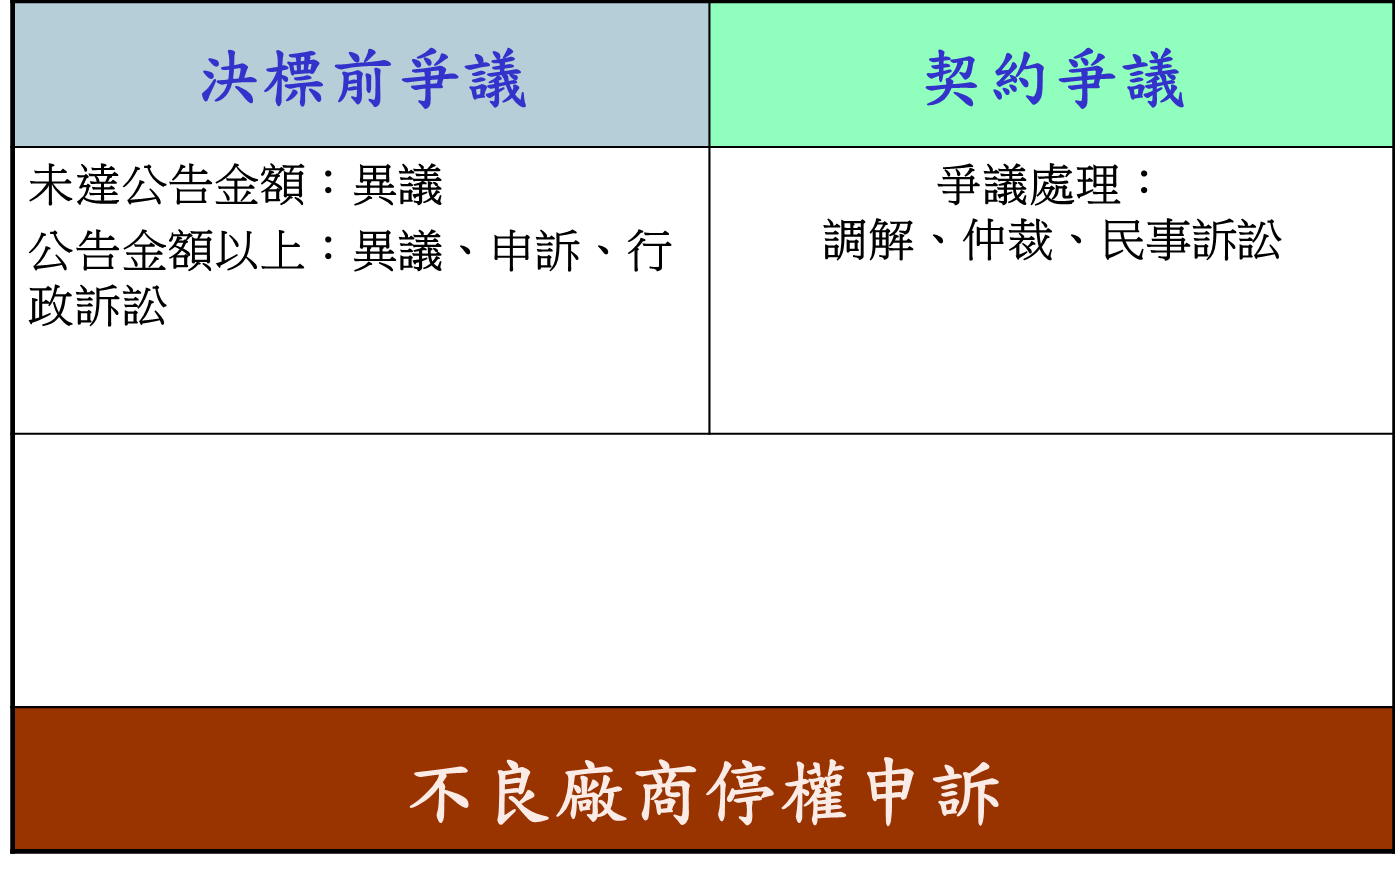 決標前爭議
契約爭議
未達公告金額：異議
公告金額以上：異議、申訴、行
政訴訟
爭議處理：
調解、仲裁、民事訴訟
不良廠商停權申訴